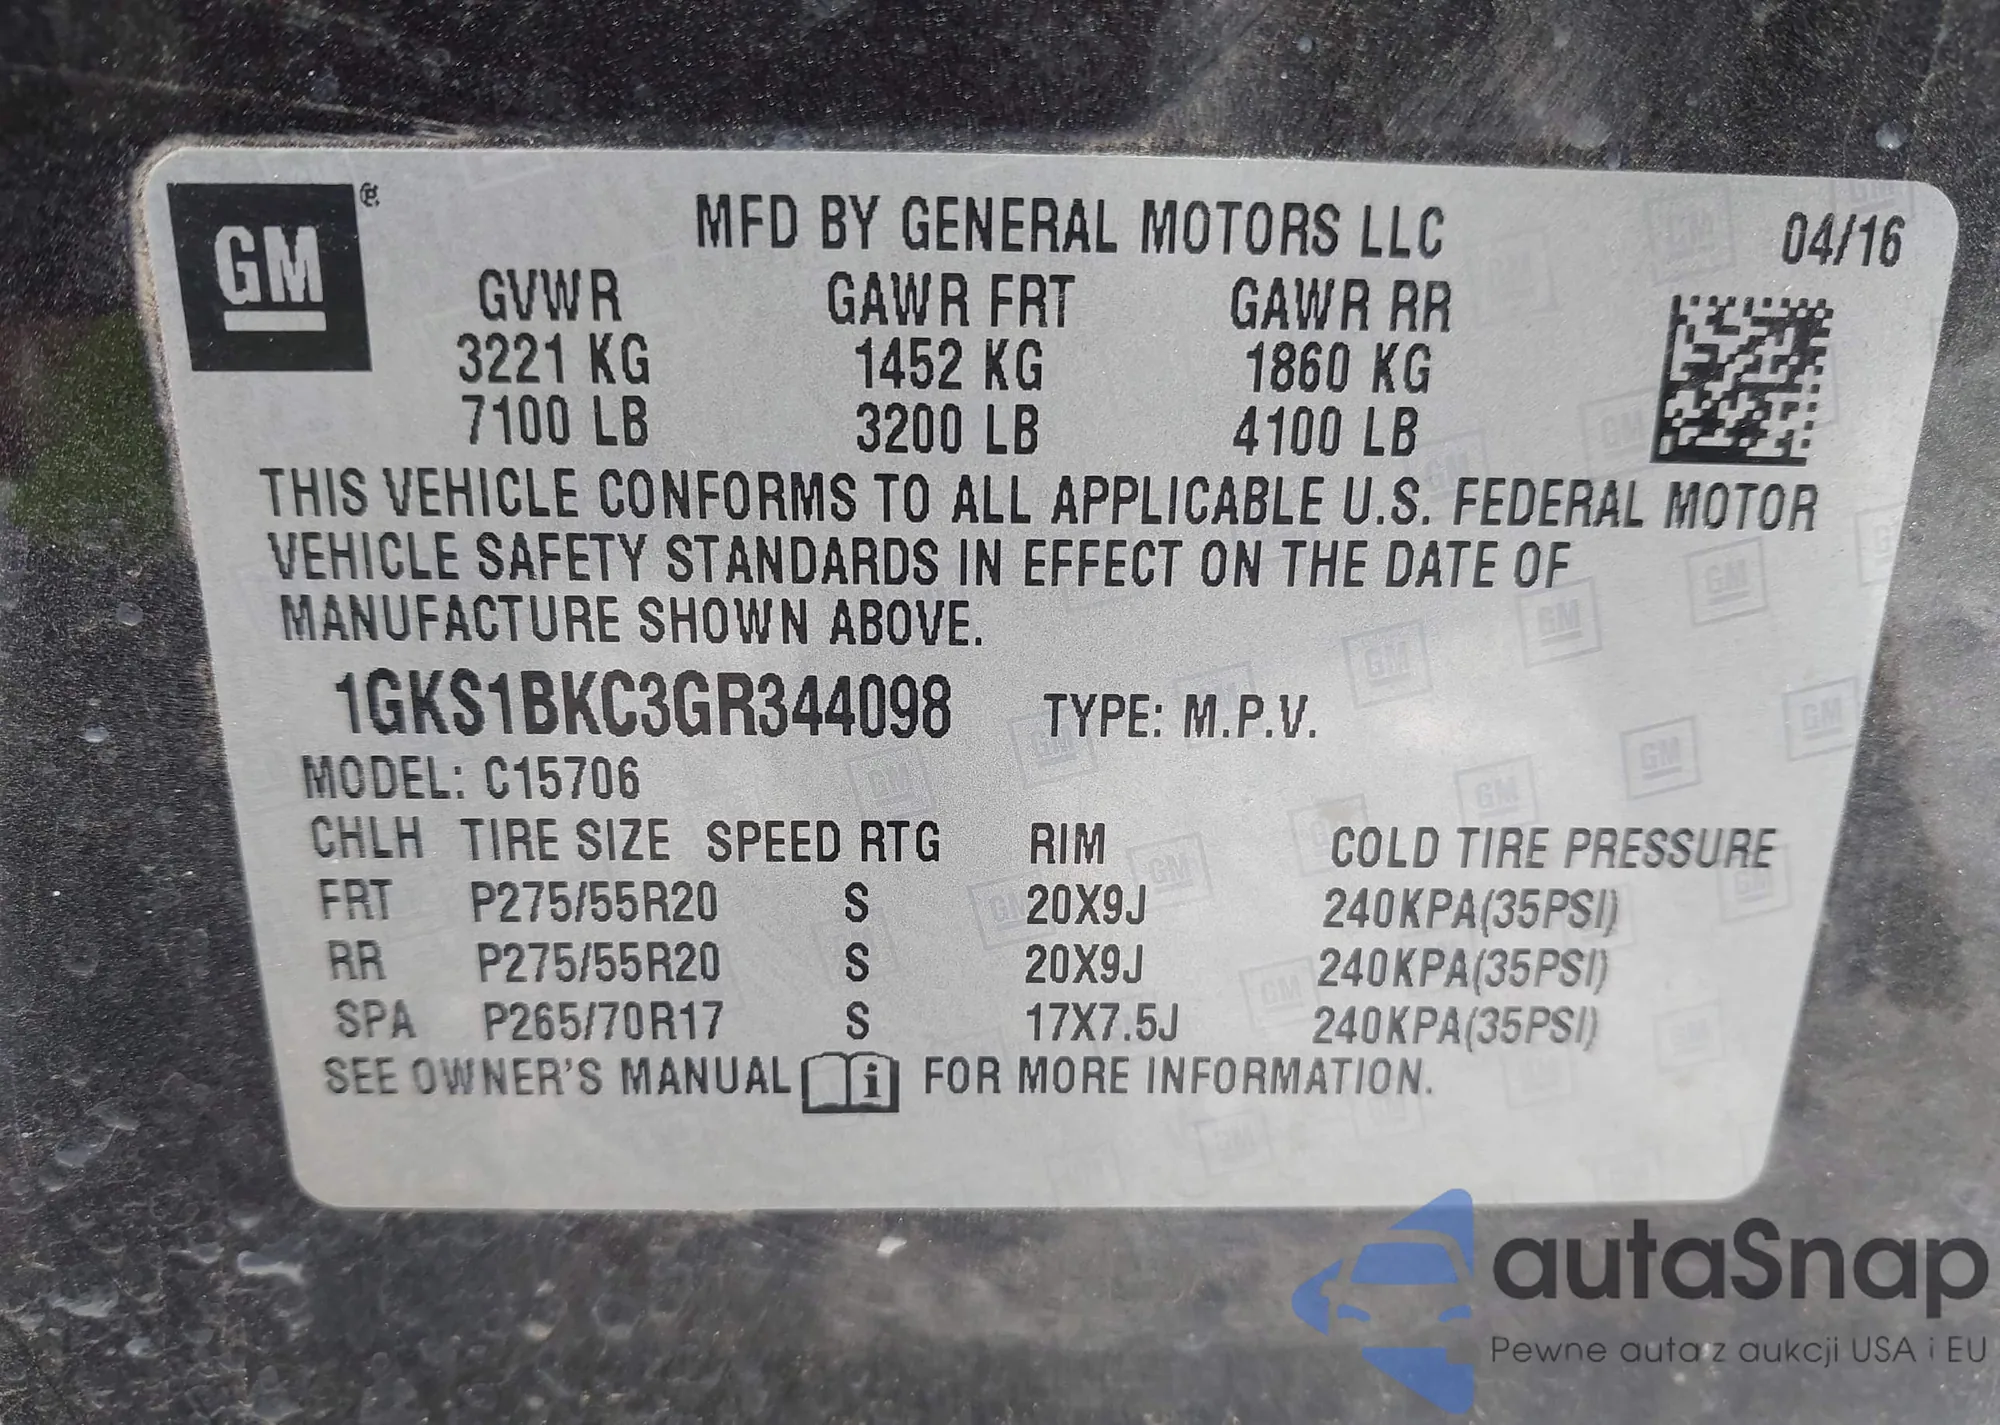 GM
MFD BY GENERAL MOTORS LLC 04/16
GVWR GAWR FRT GAWR RR
3221 KG 1452 KG 1860 KG
7100 LB 3200 LB 4100 LB
THIS VEHICLE CONFORMS TO ALL APPLICABLE U.S. FEDERAL MOTOR
VEHICLE SAFETY STANDARDS IN EFFECT ON THE DATE OF
MANUFACTURE SHOWN ABOVE.
1GKS1BKC3GR344098 TYPE: M.P.V.
MODEL: C15706
CHLH TIRE SIZE SPEED RTG RIM COLD TIRE PRESSURE
FRT P275/55R20 S 20X9J 240KPA(35PSI)
RR P275/55R20 S 20X9J 240KPA(35PSI)
SPA P265/70R17 S 17X7.5J 240KPA(35PSI)
SEE OWNER'S MANUAL i FOR MORE INFORMATION.
autaSnap
Pewne auta z aukcji USA i EU